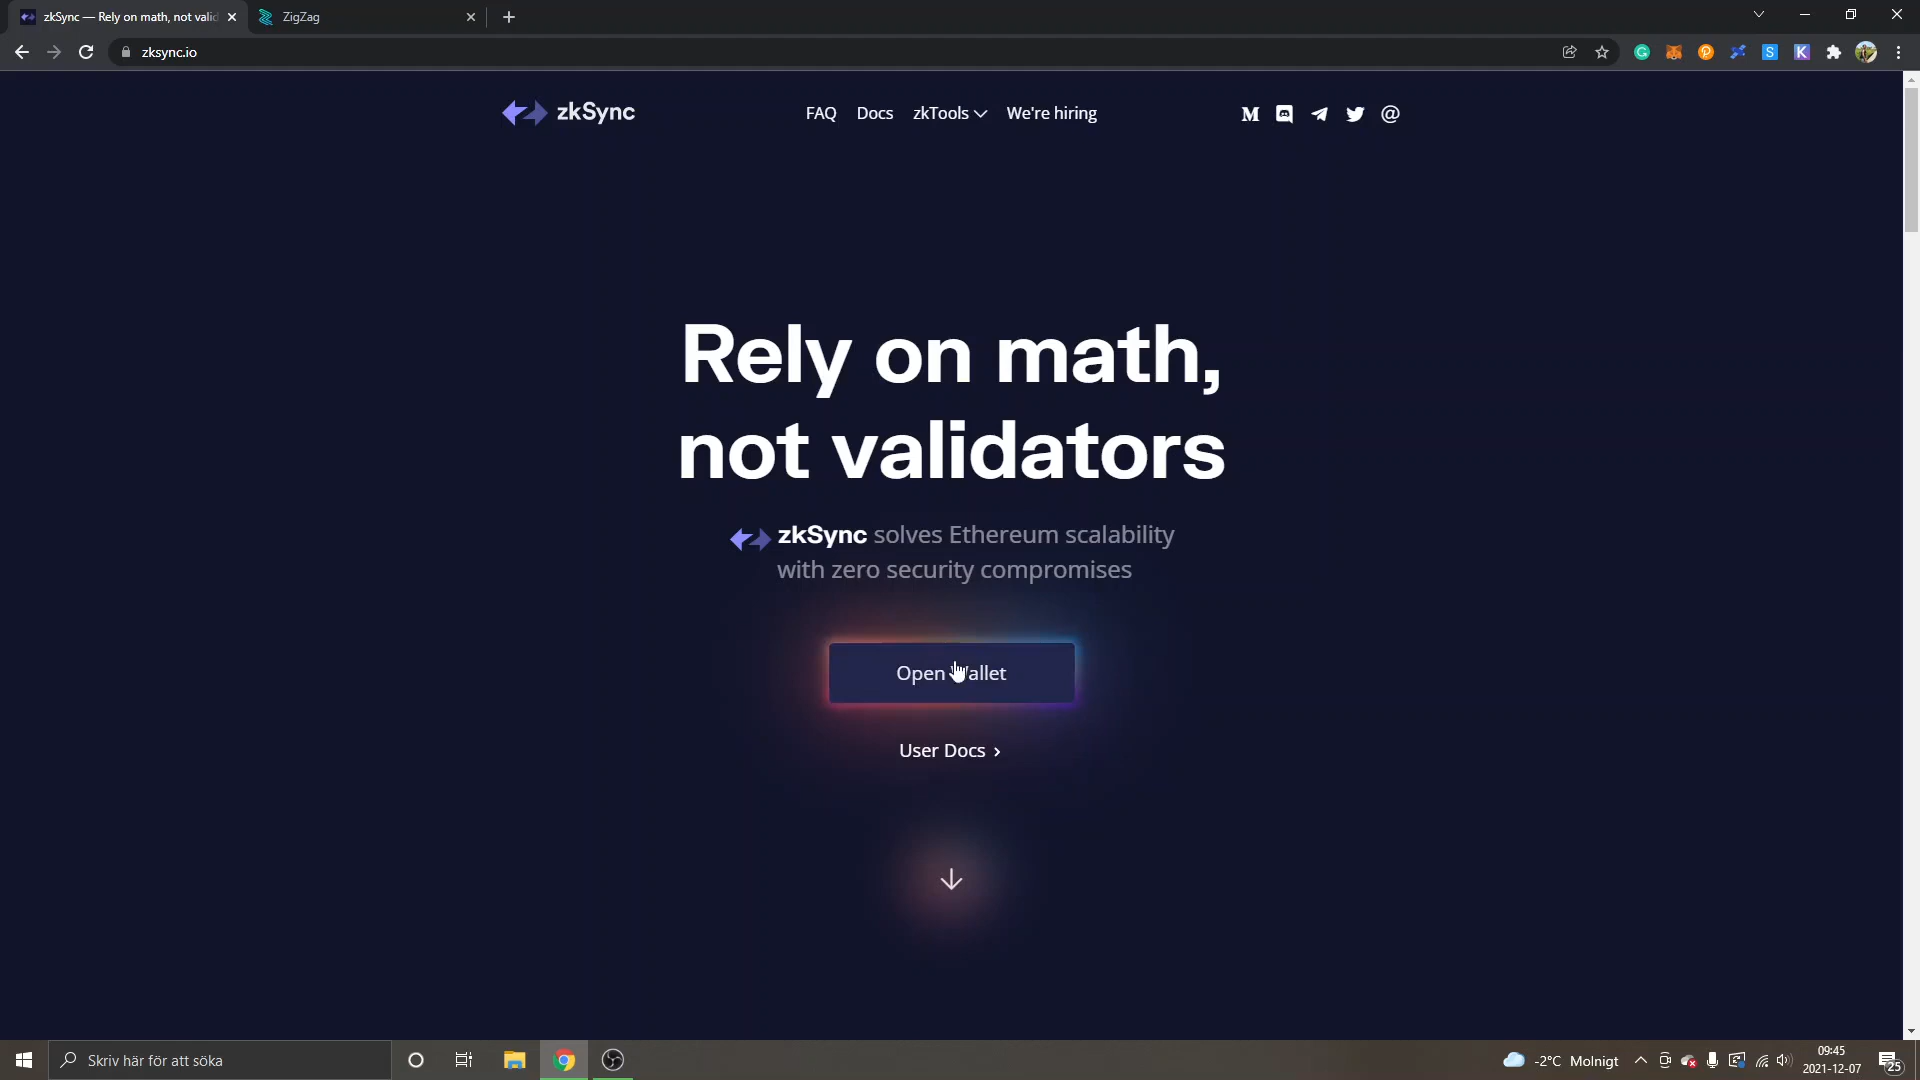 zkSync — Rely on math, not valid
ZigZag
zksync.io
zkSync
FAQ
Docs
zkTools
We're hiring
Rely on math,
not validators
zkSync solves Ethereum scalability
with zero security compromises
Open Wallet
User Docs ›
Skriv här för att söka
-2°C Molnigt
09:45
2021-12-07
25